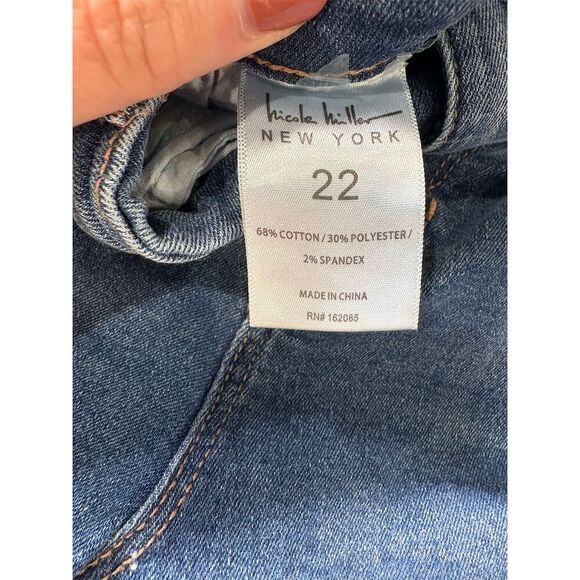 Nicole Miller
NEW YORK
22
68% COTTON / 30% POLYESTER /
2% SPANDEX
MADE IN CHINA
RN# 162085